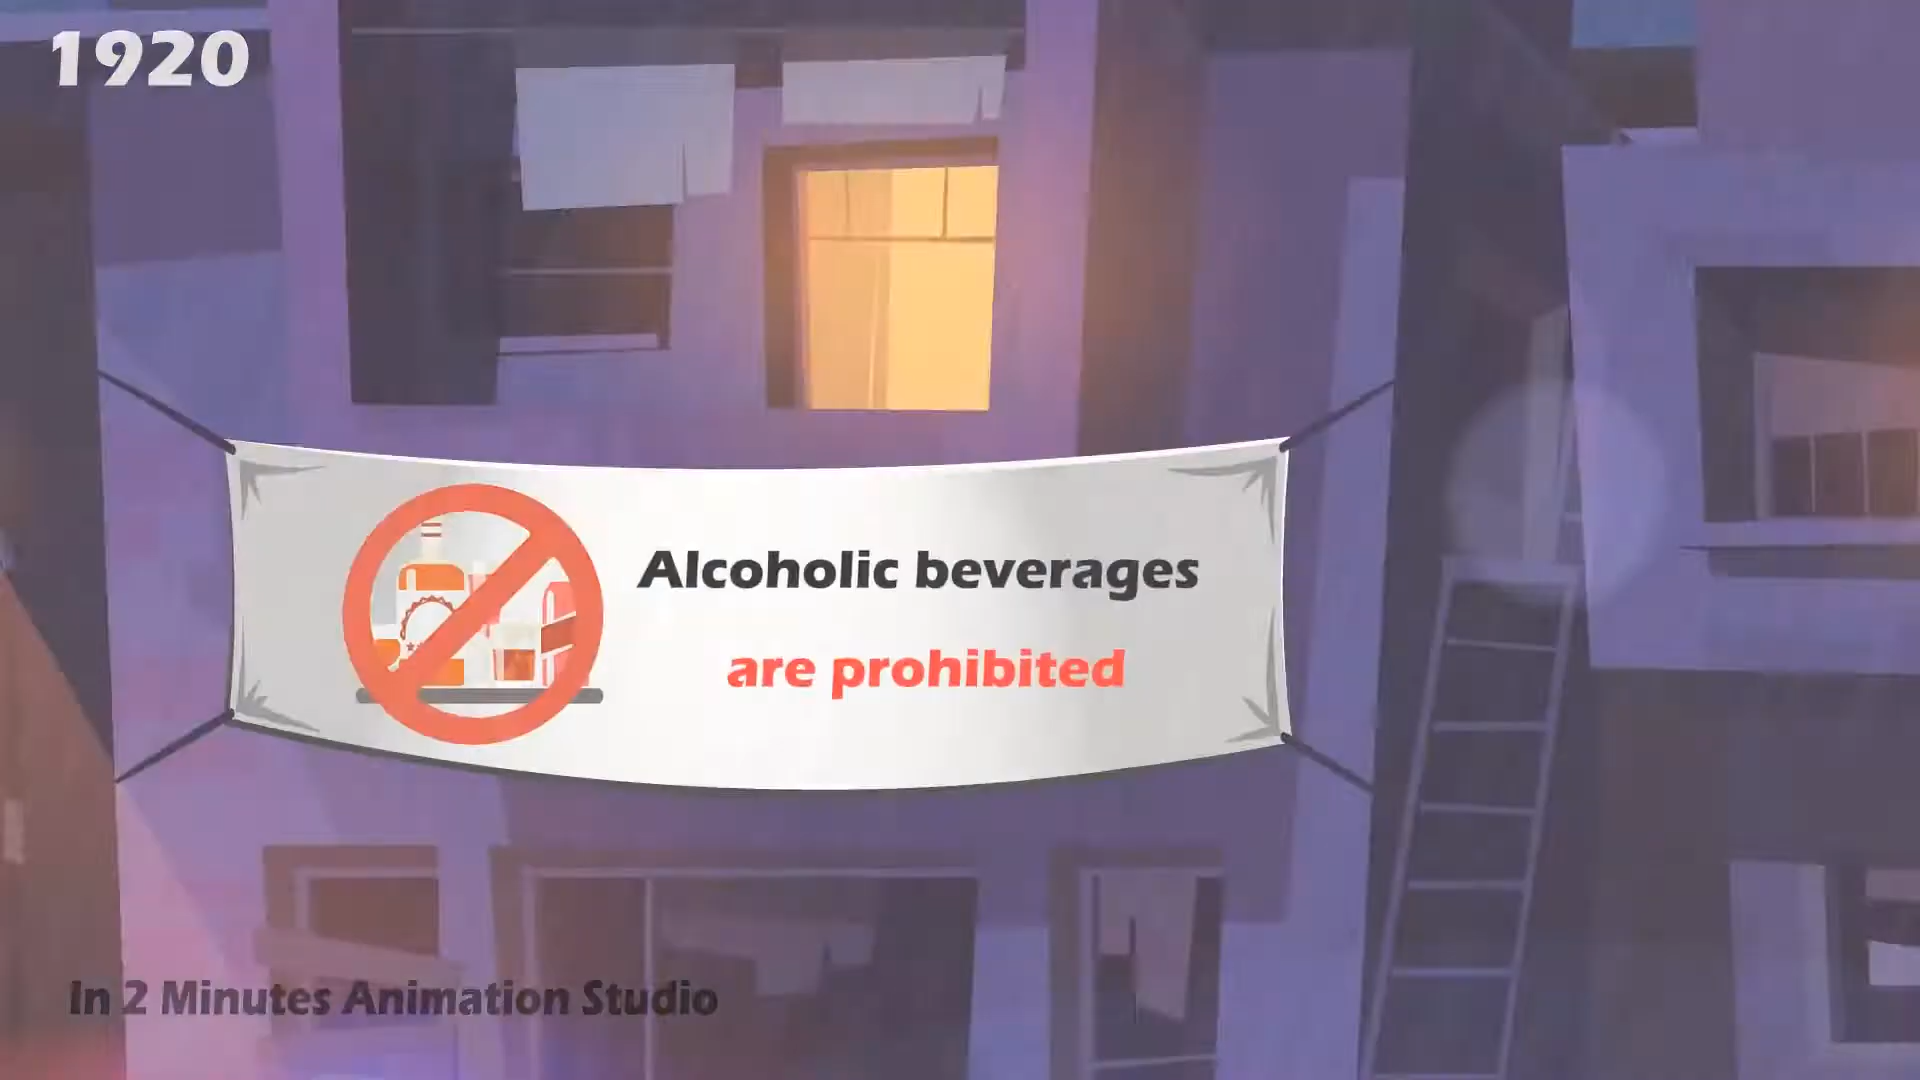 1920
Alcoholic beverages
are prohibited
In 2 Minutes Animation Studio